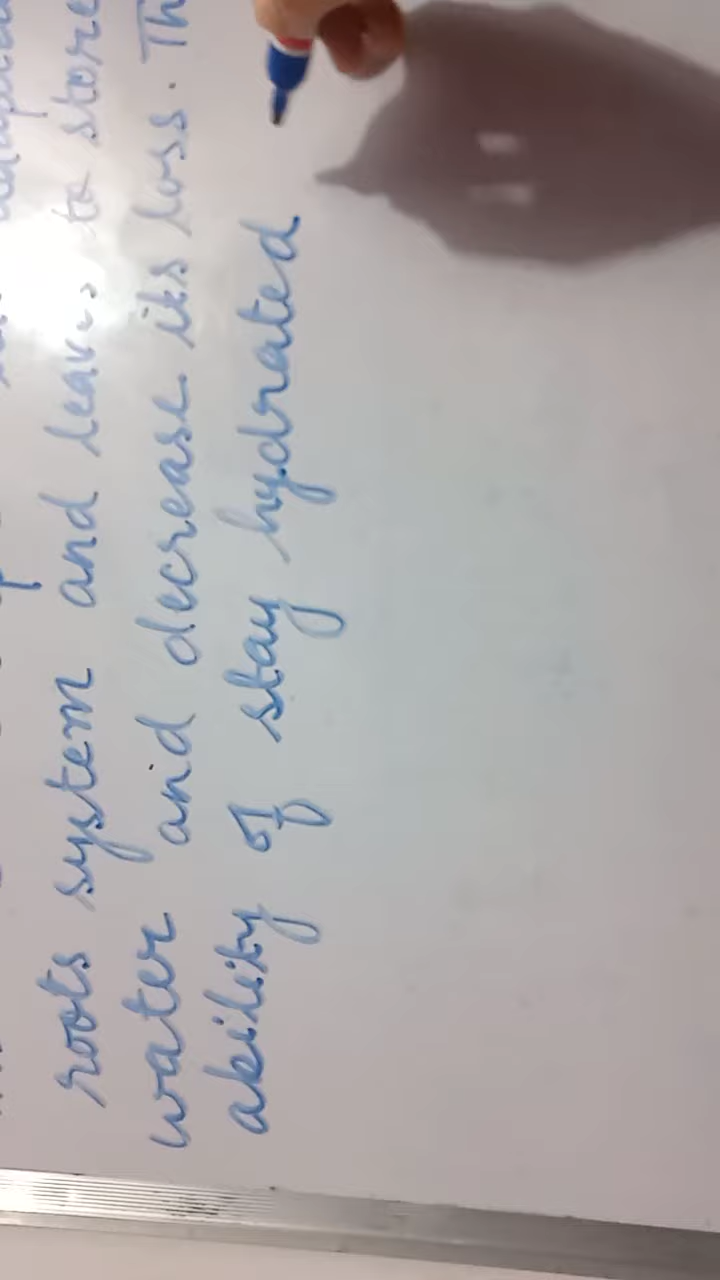 roots system and leaves to store
water and decrease its loss. Th
ability of stay hydrated